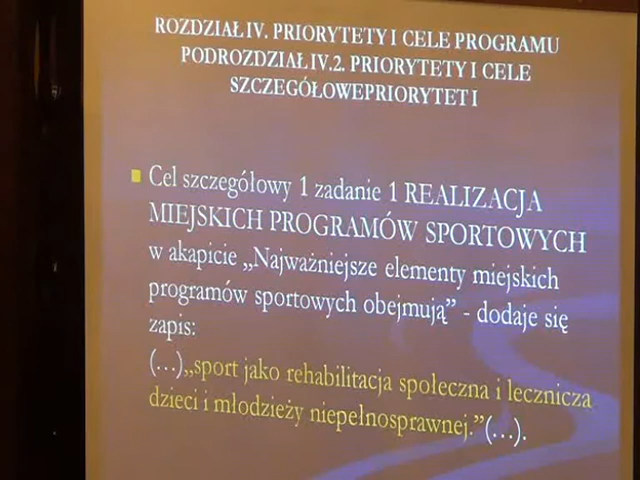 ROZDZIAŁ IV. PRIORYTETY I CELE PROGRAMU
PODROZDZIAŁ IV.2. PRIORYTETY I CELE
SZCZEGÓŁOWEPRIORYTET I
Cel szczegółowy 1 zadanie 1 REALIZACJA
MIEJSKICH PROGRAMÓW SPORTOWYCH
w akapicie „Najważniejsze elementy miejskich
programów sportowych obejmują” - dodaje się
zapis:
(…)„sport jako rehabilitacja społeczna i lecznicza
dzieci i młodzieży niepełnosprawnej.”(…).